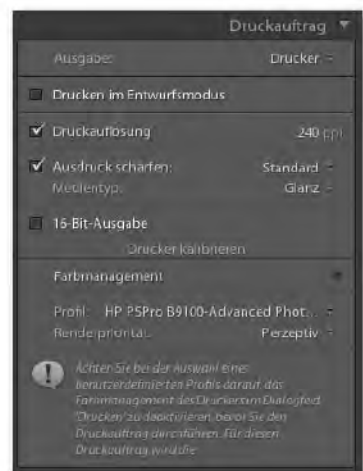 Druckauftrag
Ausgabe: Drucker
Drucken im Entwurfsmodus
Druckauflösung 240 ppi
Ausdruck schärfen: Standard
Medientyp: Glanz
16-Bit-Ausgabe
Drucker kalibrieren
Farbmanagement
Profil: HP PSPro B9100-Advanced Phot...
Renderpriorität: Perzeptiv
Achten Sie bei der Auswahl eines
benutzerdefinierten Profils darauf das
Farbmanagement des Druckers im Dialogfeld
'Drucken' zu deaktivieren, bevor Sie den
Druckauftrag durchführen. Für diesen
Druckauftrag wird die